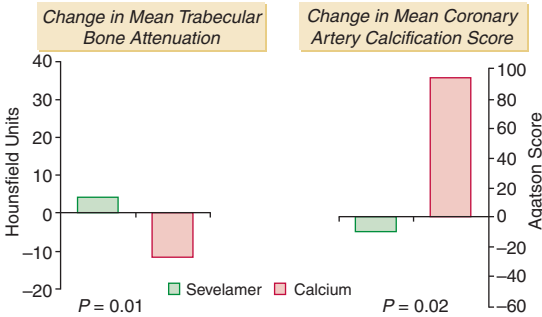 Change in Mean Trabecular
Bone Attenuation
Change in Mean Coronary
Artery Calcification Score
Hounsfield Units
40
30
20
10
0
–10
–20
100
80
60
40
20
0
–20
–40
–60
Agatson Score
Sevelamer
Calcium
P = 0.01
P = 0.02